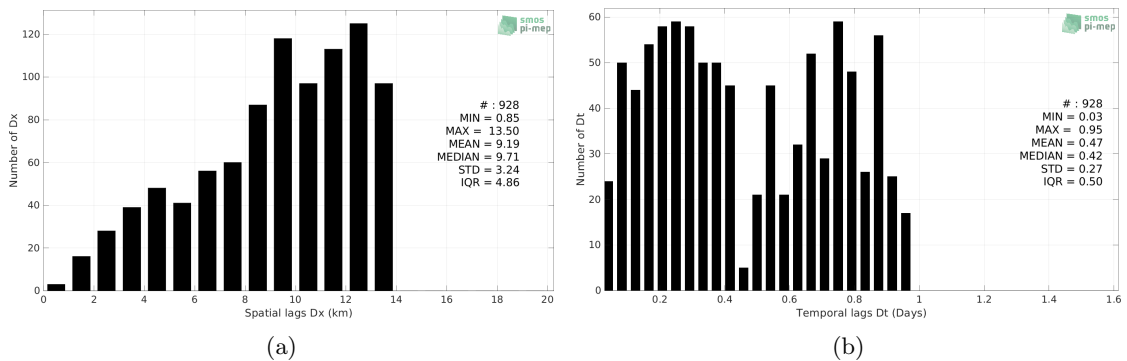 smos
pi-mep
120
100
80
60
40
20
0
Number of Dx
# : 928
MIN = 0.85
MAX = 13.50
MEAN = 9.19
MEDIAN = 9.71
STD = 3.24
IQR = 4.86
0 2 4 6 8 10 12 14 16 18 20
Spatial lags Dx (km)
(a)
smos
pi-mep
60
50
40
30
20
10
0
Number of Dt
# : 928
MIN = 0.03
MAX = 0.95
MEAN = 0.47
MEDIAN = 0.42
STD = 0.27
IQR = 0.50
0.2 0.4 0.6 0.8 1 1.2 1.4 1.6
Temporal lags Dt (Days)
(b)